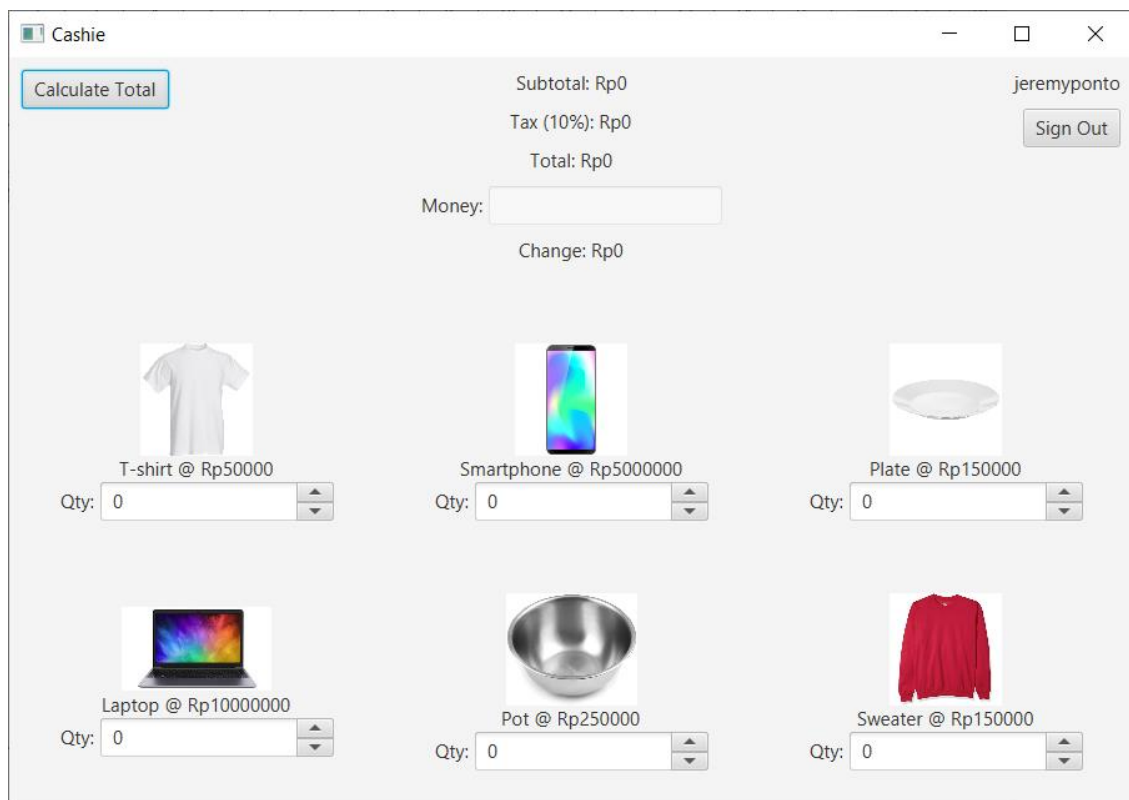 Cashie
Calculate Total
Subtotal: Rp0
jeremyponto
Tax (10%): Rp0
Sign Out
Total: Rp0
Money:
Change: Rp0
T-shirt @ Rp50000
Smartphone @ Rp5000000
Plate @ Rp150000
Qty: 0
Qty: 0
Qty: 0
Laptop @ Rp10000000
Pot @ Rp250000
Sweater @ Rp150000
Qty: 0
Qty: 0
Qty: 0